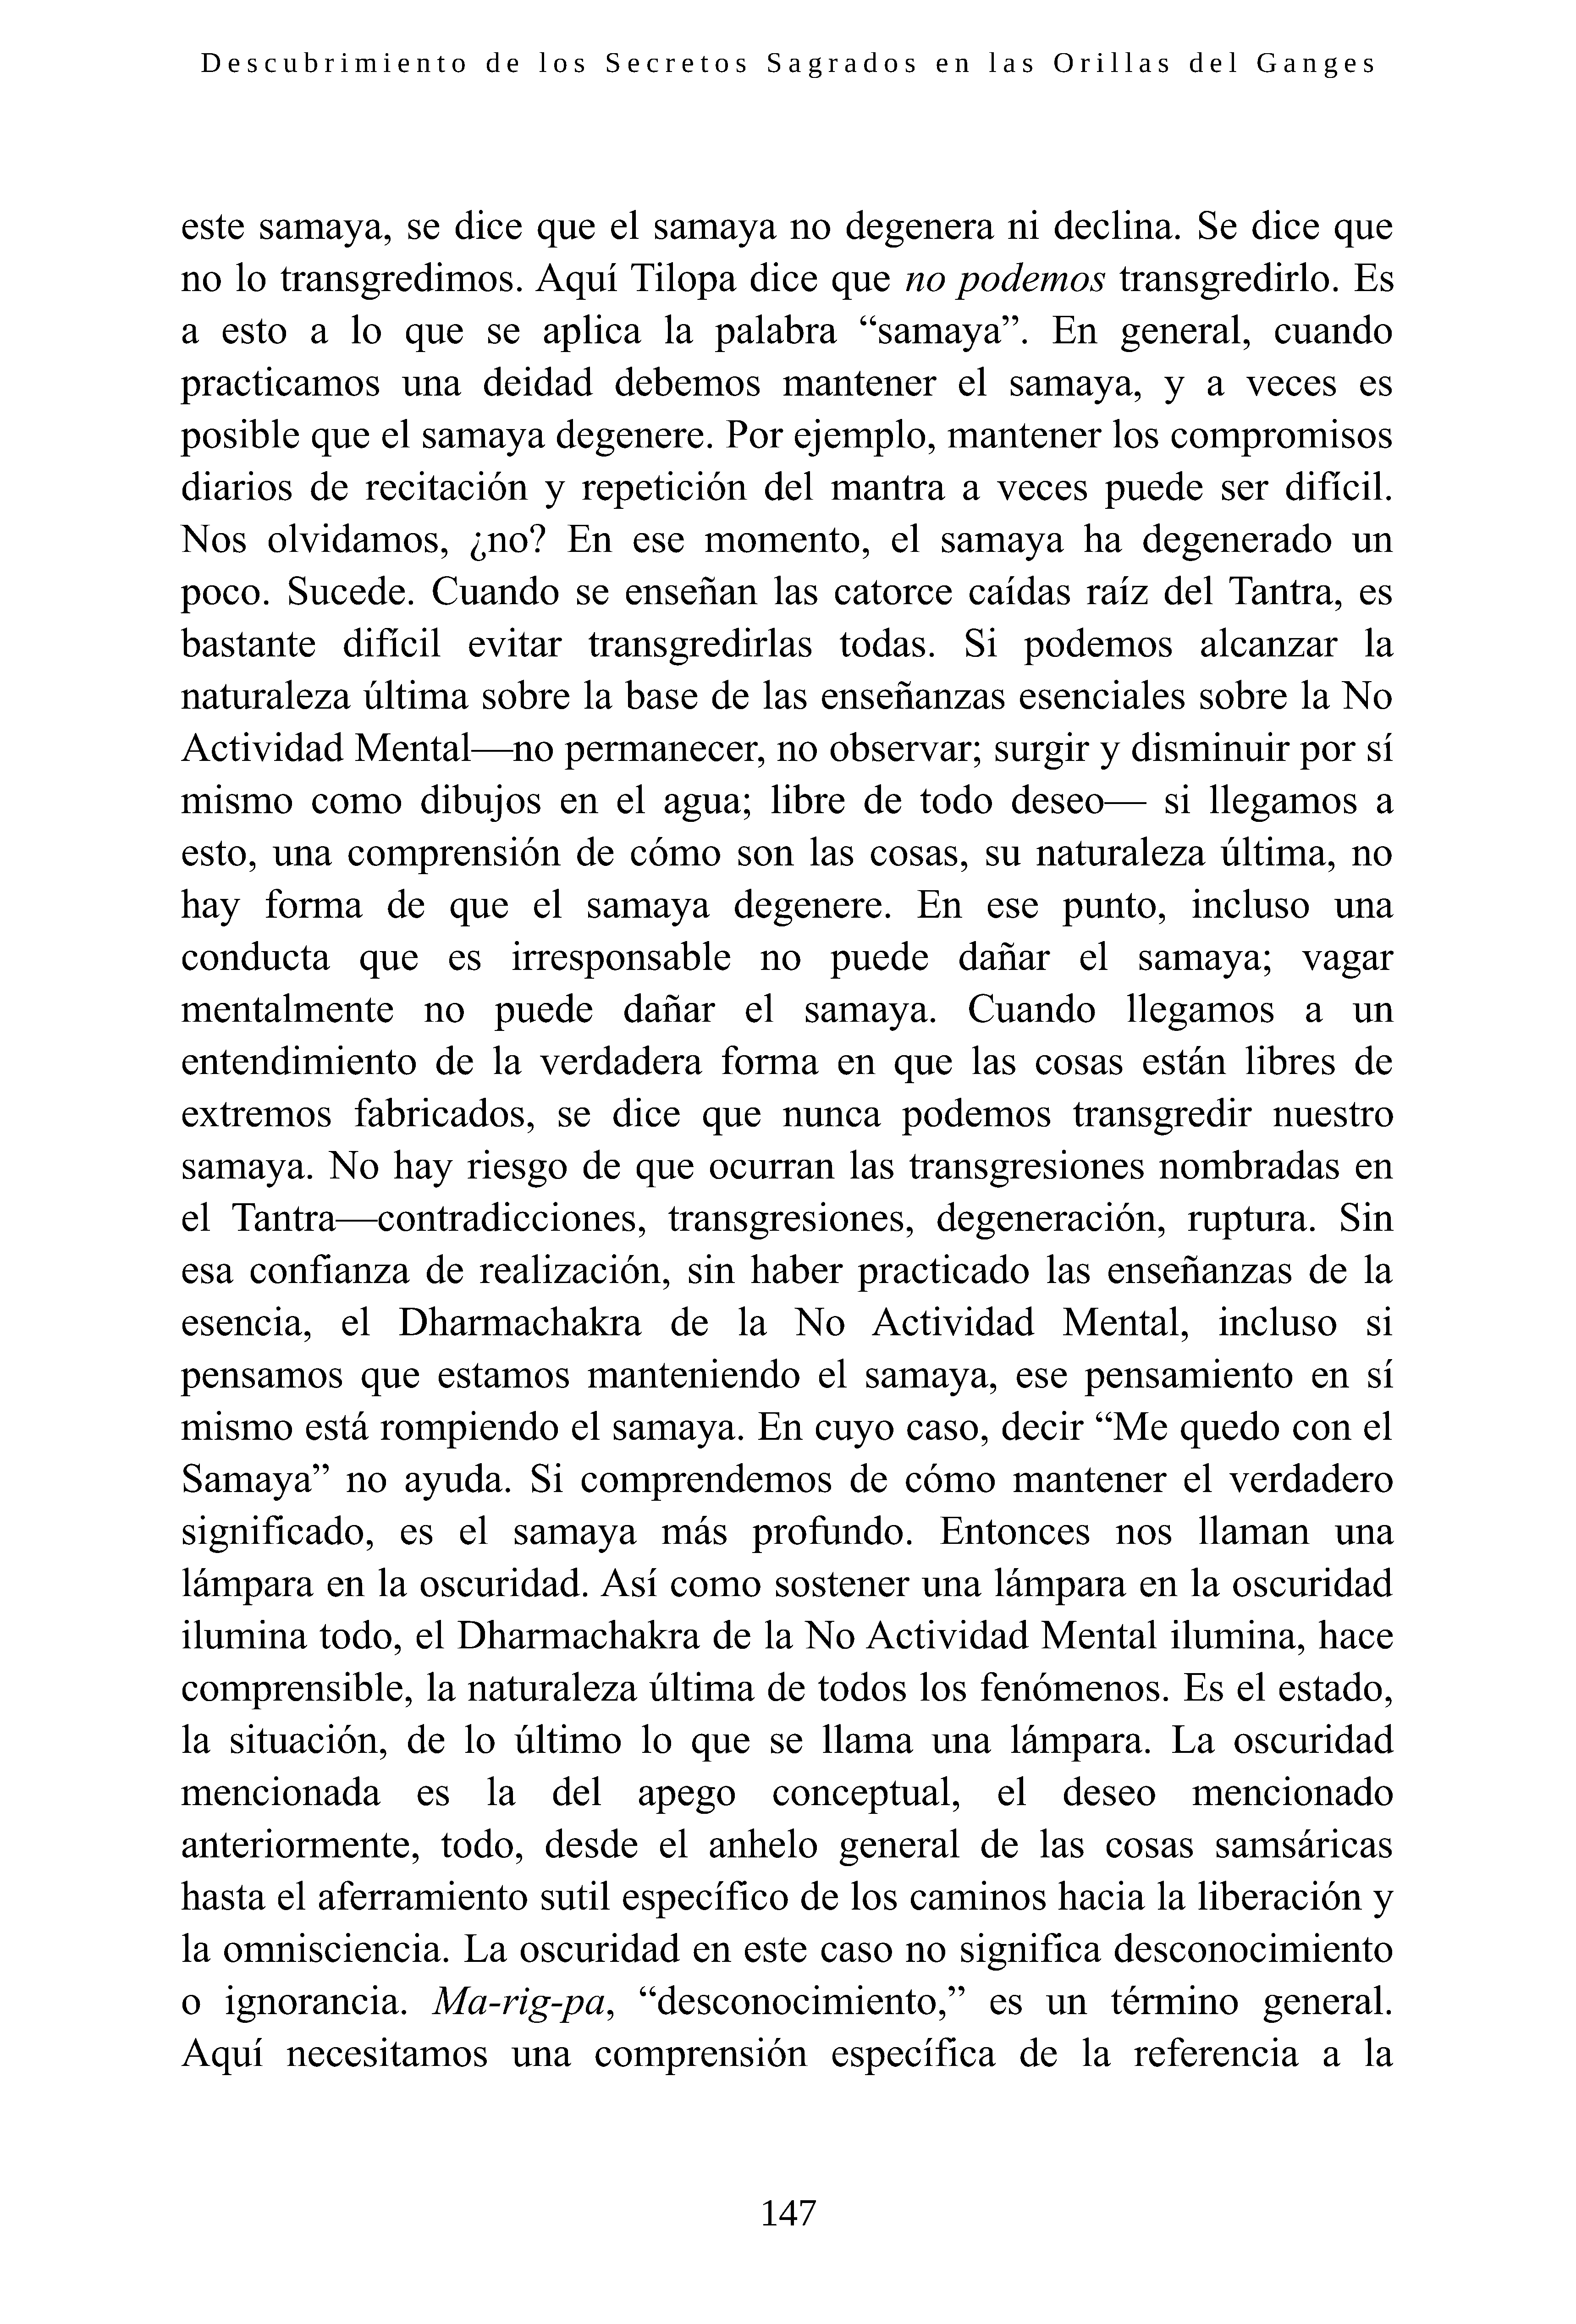 Descubrimiento de los Secretos Sagrados en las Orillas del Ganges
este samaya, se dice que el samaya no degenera ni declina. Se dice que
no lo transgredimos. Aquí Tilopa dice que no podemos transgredirlo. Es
a esto a lo que se aplica la palabra “samaya”. En general, cuando
practicamos una deidad debemos mantener el samaya, y a veces es
posible que el samaya degenere. Por ejemplo, mantener los compromisos
diarios de recitación y repetición del mantra a veces puede ser difícil.
Nos olvidamos, ¿no? En ese momento, el samaya ha degenerado un
poco. Sucede. Cuando se enseñan las catorce caídas raíz del Tantra, es
bastante difícil evitar transgredirlas todas. Si podemos alcanzar la
naturaleza última sobre la base de las enseñanzas esenciales sobre la No
Actividad Mental—no permanecer, no observar; surgir y disminuir por sí
mismo como dibujos en el agua; libre de todo deseo— si llegamos a
esto, una comprensión de cómo son las cosas, su naturaleza última, no
hay forma de que el samaya degenere. En ese punto, incluso una
conducta que es irresponsable no puede dañar el samaya; vagar
mentalmente no puede dañar el samaya. Cuando llegamos a un
entendimiento de la verdadera forma en que las cosas están libres de
extremos fabricados, se dice que nunca podemos transgredir nuestro
samaya. No hay riesgo de que ocurran las transgresiones nombradas en
el Tantra—contradicciones, transgresiones, degeneración, ruptura. Sin
esa confianza de realización, sin haber practicado las enseñanzas de la
esencia, el Dharmachakra de la No Actividad Mental, incluso si
pensamos que estamos manteniendo el samaya, ese pensamiento en sí
mismo está rompiendo el samaya. En cuyo caso, decir “Me quedo con el
Samaya” no ayuda. Si comprendemos de cómo mantener el verdadero
significado, es el samaya más profundo. Entonces nos llaman una
lámpara en la oscuridad. Así como sostener una lámpara en la oscuridad
ilumina todo, el Dharmachakra de la No Actividad Mental ilumina, hace
comprensible, la naturaleza última de todos los fenómenos. Es el estado,
la situación, de lo último lo que se llama una lámpara. La oscuridad
mencionada es la del apego conceptual, el deseo mencionado
anteriormente, todo, desde el anhelo general de las cosas samsáricas
hasta el aferramiento sutil específico de los caminos hacia la liberación y
la omnisciencia. La oscuridad en este caso no significa desconocimiento
o ignorancia. Ma-rig-pa, “desconocimiento,” es un término general.
Aquí necesitamos una comprensión específica de la referencia a la
147